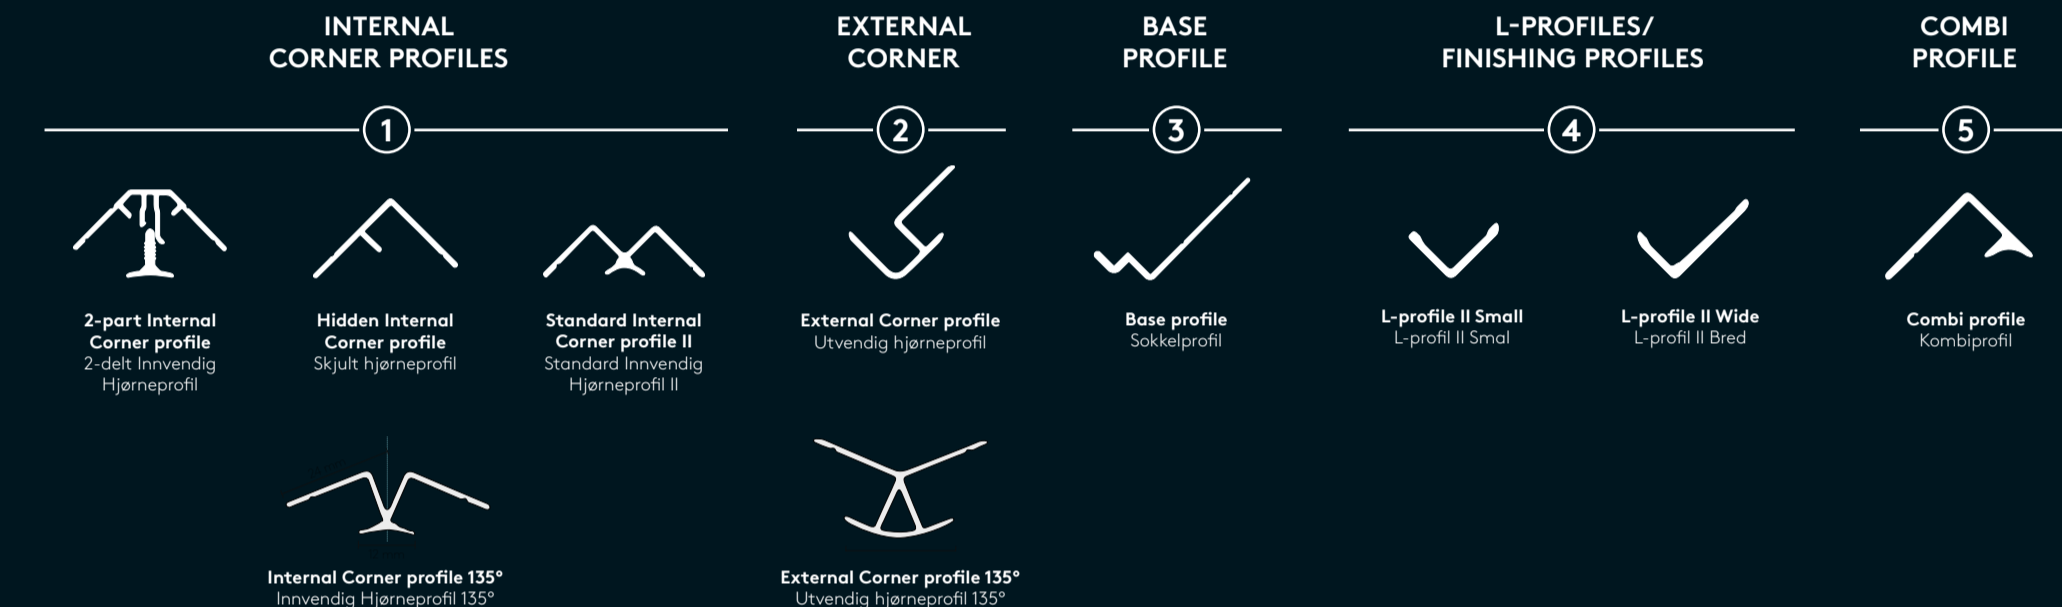 INTERNAL
CORNER PROFILES
1
2-part Internal
Corner profile
2-delt Innvendig
Hjørneprofil
Hidden Internal
Corner profile
Skjult hjørneprofil
Standard Internal
Corner profile II
Standard Innvendig
Hjørneprofil II
Internal Corner profile 135°
Innvendig Hjørneprofil 135°
EXTERNAL
CORNER
2
External Corner profile
Utvendig hjørneprofil
External Corner profile 135°
Utvendig hjørneprofil 135°
BASE
PROFILE
3
Base profile
Sokkelprofil
L-PROFILES/
FINISHING PROFILES
4
L-profile II Small
L-profil II Smal
L-profile II Wide
L-profil II Bred
COMBI
PROFILE
5
Combi profile
Kombiprofil